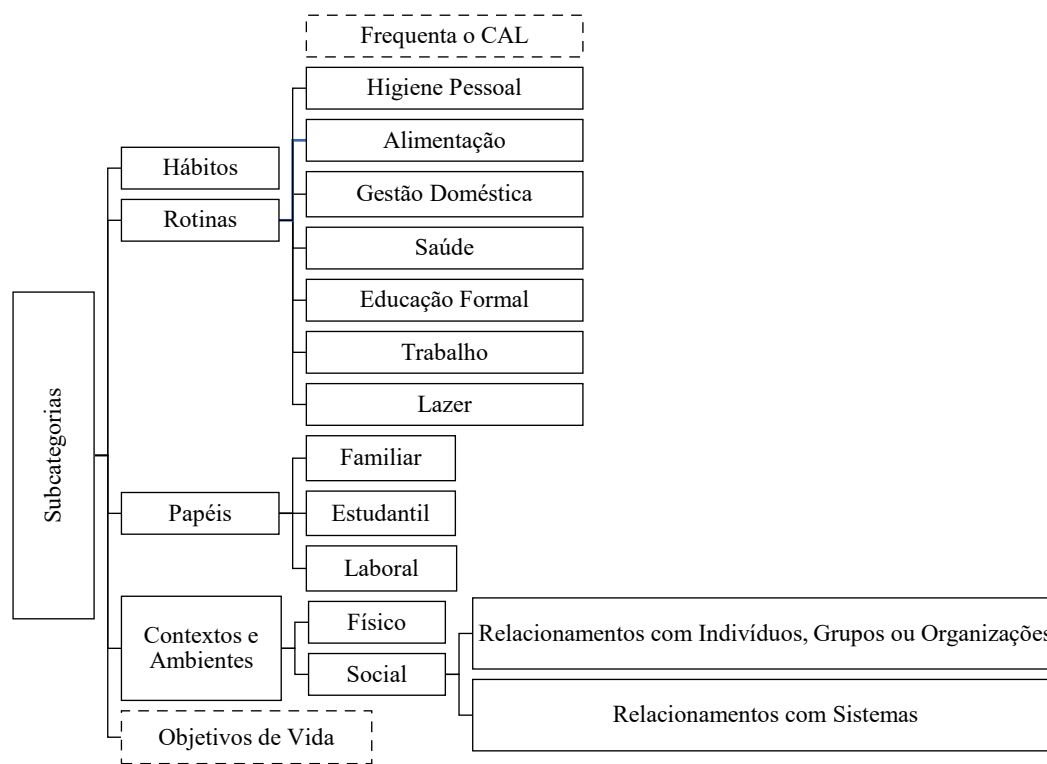 Frequenta o CAL
Higiene Pessoal
Alimentação
Hábitos
Gestão Doméstica
Rotinas
Saúde
Educação Formal
Trabalho
Lazer
Subcategorias
Familiar
Papéis
Estudantil
Laboral
Contextos e
Ambientes
Físico
Social
Relacionamentos com Indivíduos, Grupos ou Organizações
Relacionamentos com Sistemas
Objetivos de Vida